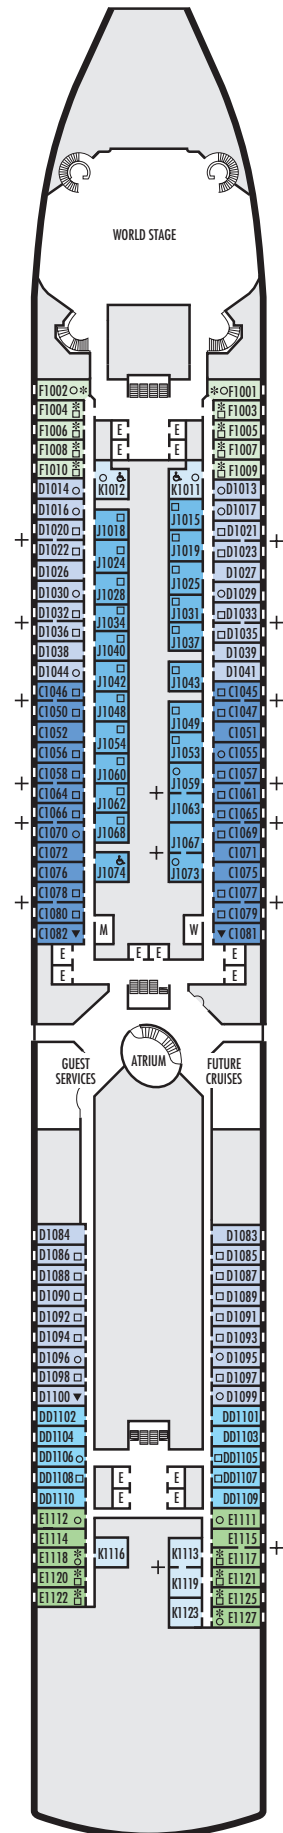 WORLD STAGE
F1002
F1001
F1004
F1003
E
E
F1006
F1005
E
E
F1008
F1007
F1010
F1009
K1012
K1011
D1014
D1013
J1015
D1016
D1017
J1018
D1020
D1021
J1019
D1022
D1023
J1024
D1026
D1027
J1025
J1028
D1030
D1029
J1031
D1032
D1033
J1034
D1036
D1035
J1037
J1040
D1038
D1039
D1044
D1041
J1042
J1043
C1046
C1045
C1050
C1047
J1048
J1049
C1052
C1051
J1054
J1053
C1056
C1055
C1058
C1057
J1060
J1059
C1064
C1061
J1062
J1063
C1066
C1065
C1070
C1069
J1068
J1067
C1072
C1071
C1076
C1075
J1074
J1073
C1078
C1077
C1080
C1079
C1082
C1081
M
W
E
E
E
E
E
E
GUEST
SERVICES
ATRIUM
FUTURE
CRUISES
D1084
D1083
D1086
D1085
D1088
D1087
D1090
D1089
D1092
D1091
D1094
D1093
D1096
D1095
D1098
D1097
D1100
D1099
DD1102
DD1101
DD1104
DD1103
DD1106
DD1105
DD1108
DD1107
E
E
DD1110
DD1109
E
E
E1112
E1111
E1114
E1115
E1118
K1116
K1113
E1117
E1120
K1119
E1121
E1122
E1125
K1123
E1127